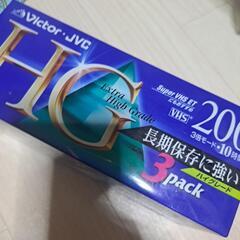 Victor・JVC
HG
Extra
High Grade
Super VHS ET
VHS
200
3倍モード・10時間
長期保存に強い
ハイグレード
3pack